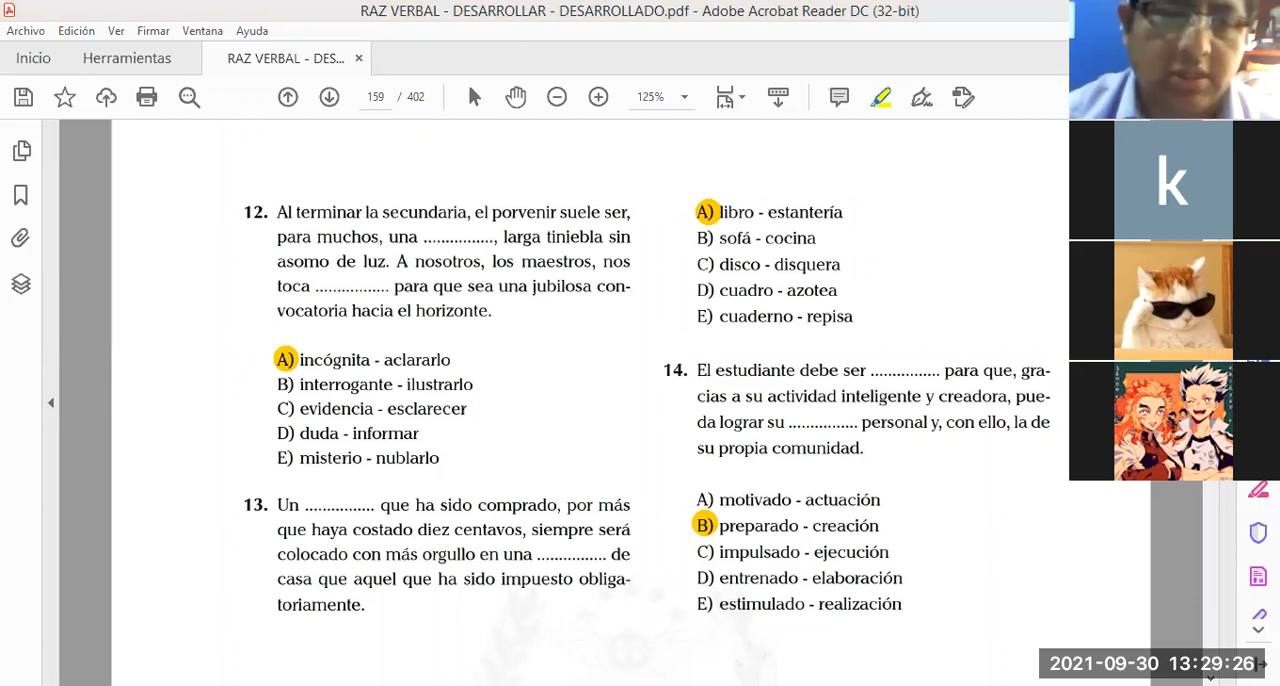 RAZ VERBAL - DESARROLLAR - DESARROLLADO.pdf - Adobe Acrobat Reader DC (32-bit)
Archivo Edición Ver Firmar Ventana Ayuda
Inicio Herramientas RAZ VERBAL - DES... ×
159 / 402 125%
12. Al terminar la secundaria, el porvenir suele ser,
para muchos, una ................, larga tiniebla sin
asomo de luz. A nosotros, los maestros, nos
toca ................. para que sea una jubilosa con-
vocatoria hacia el horizonte.
A) incógnita - aclararlo
B) interrogante - ilustrarlo
C) evidencia - esclarecer
D) duda - informar
E) misterio - nublarlo
13. Un ................ que ha sido comprado, por más
que haya costado diez centavos, siempre será
colocado con más orgullo en una ................ de
casa que aquel que ha sido impuesto obliga-
toriamente.
A) libro - estantería
B) sofá - cocina
C) disco - disquera
D) cuadro - azotea
E) cuaderno - repisa
14. El estudiante debe ser ................ para que, gra-
cias a su actividad inteligente y creadora, pue-
da lograr su ................ personal y, con ello, la de
su propia comunidad.
A) motivado - actuación
B) preparado - creación
C) impulsado - ejecución
D) entrenado - elaboración
E) estimulado - realización
k
2021-09-30 13:29:26